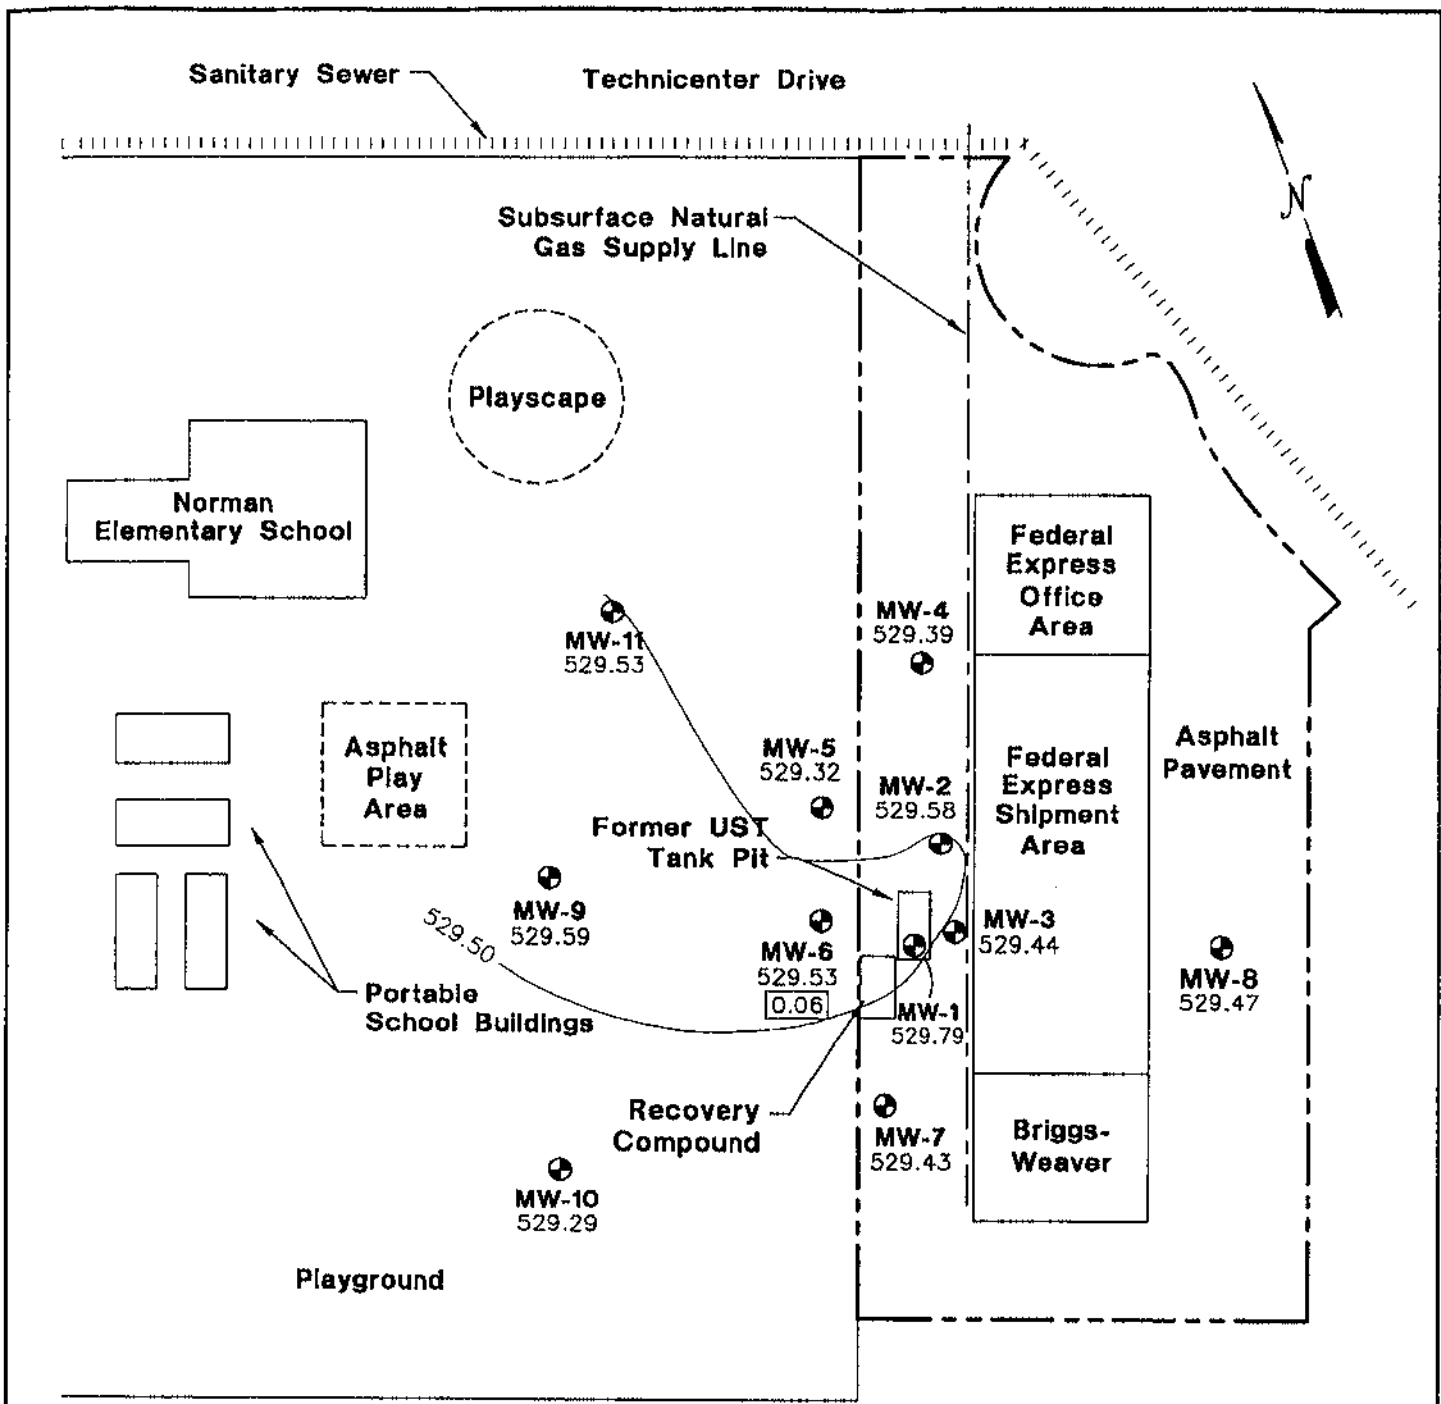 Sanitary Sewer
Technicenter Drive
N
Subsurface Natural
Gas Supply Line
Playscape
Norman
Elementary School
Federal
Express
Office
Area
MW-4
529.39
MW-11
529.53
Asphalt
Play
Area
MW-5
529.32
MW-2
529.58
Federal
Express
Shipment
Area
Asphalt
Pavement
Former UST
Tank Pit
MW-9
529.59
529.50
MW-6
529.53
0.06
MW-3
529.44
MW-8
529.47
MW-1
529.79
Portable
School Buildings
Recovery
Compound
MW-7
529.43
Briggs-
Weaver
MW-10
529.29
Playground